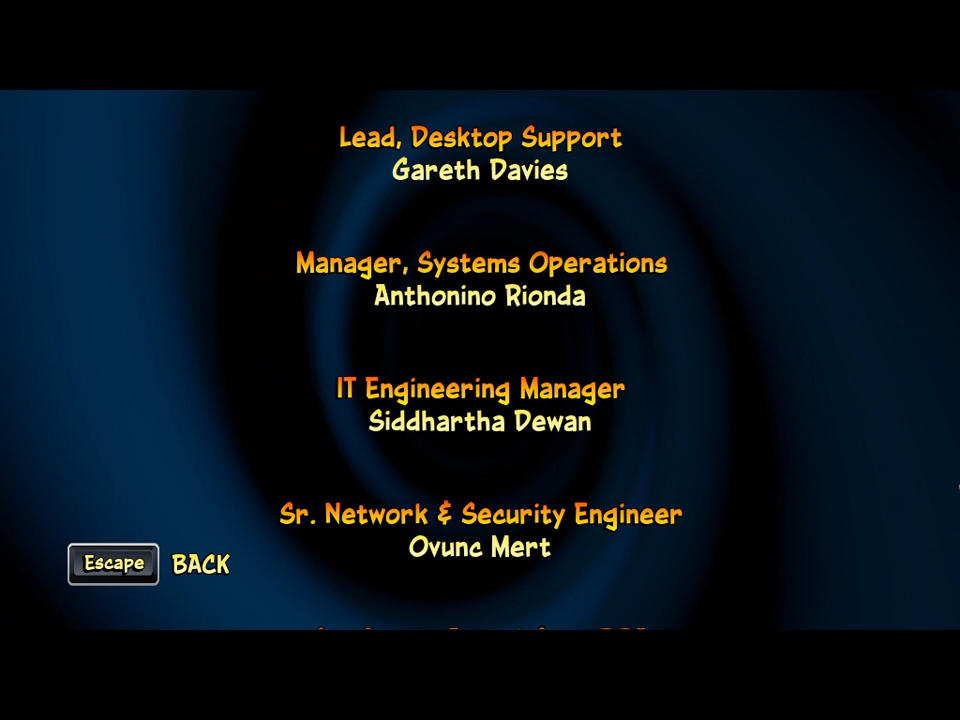 Lead, Desktop Support
Gareth Davies
Manager, Systems Operations
Anthonino Rionda
IT Engineering Manager
Siddhartha Dewan
Sr. Network & Security Engineer
Ovunc Mert
Escape BACK